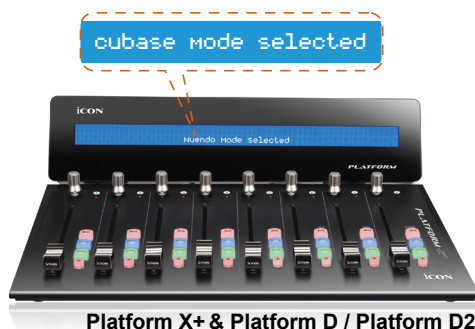 cubase mode selected
iCON
Nuendo mode selected
PLATFORM
PLATFORM
iCON
Platform X+ & Platform D / Platform D2